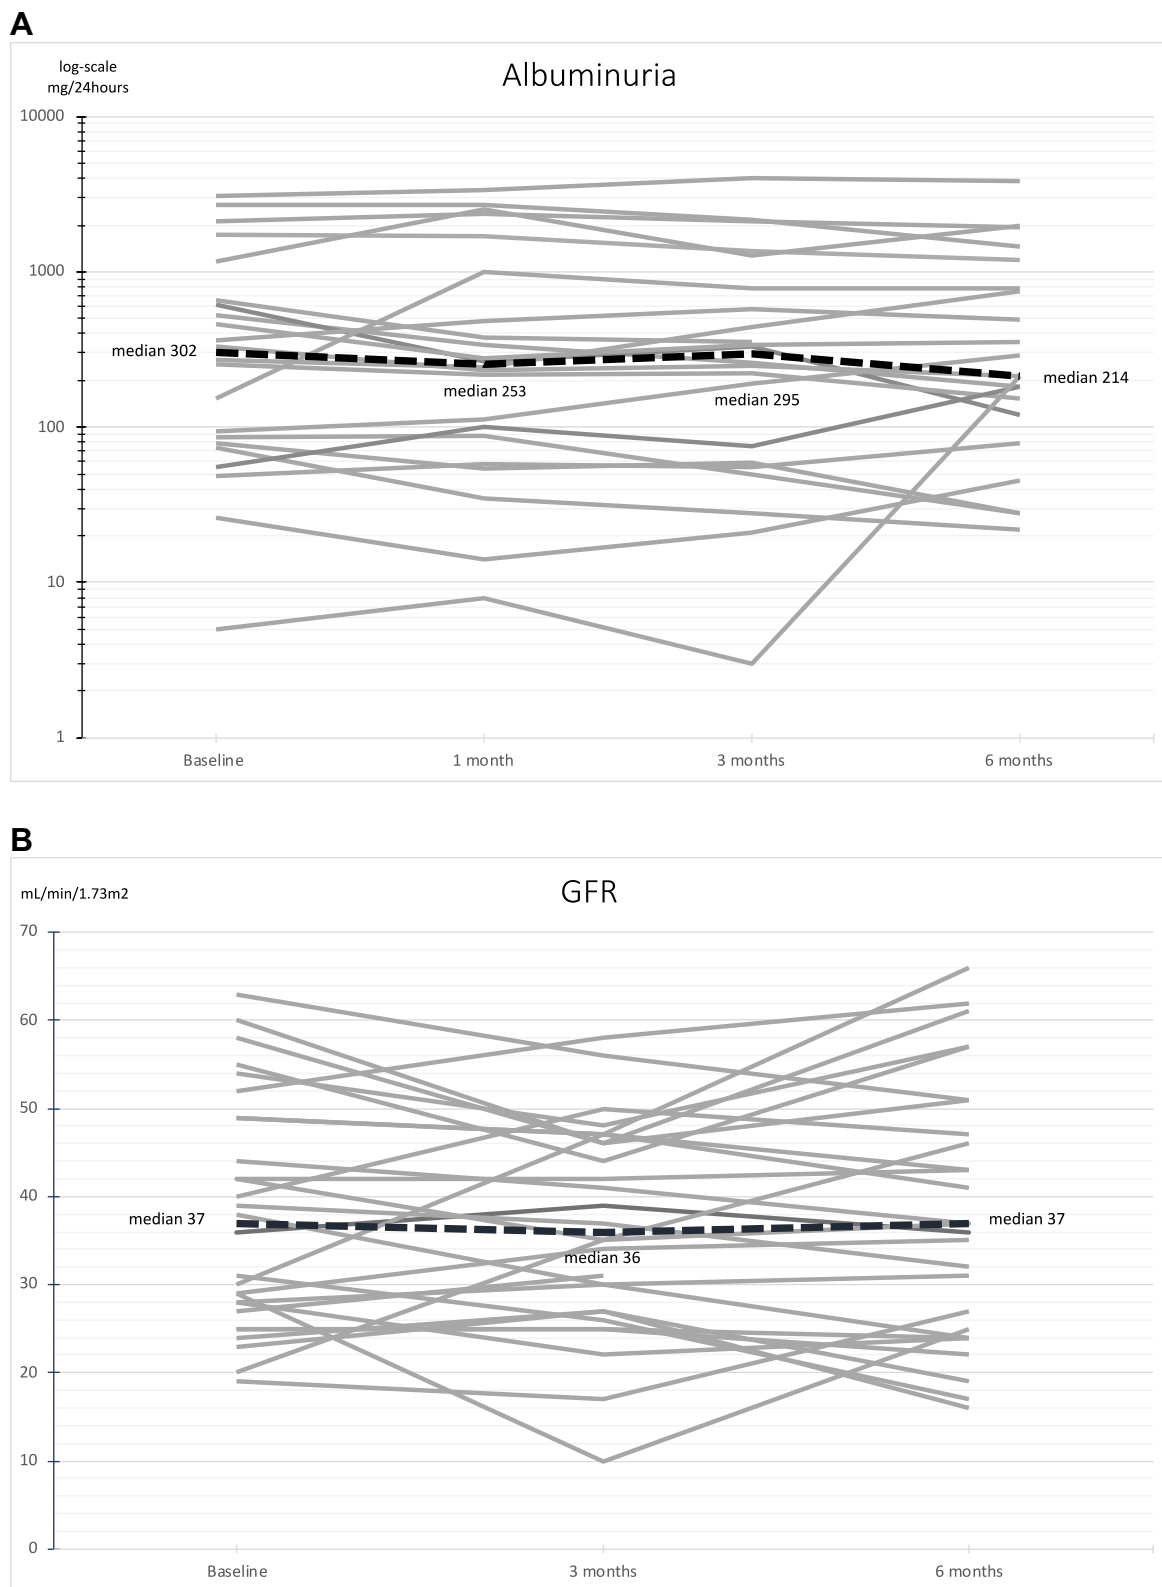 A
log-scale
mg/24hours
Albuminuria
10000
1000
median 302
median 253
median 295
median 214
100
10
1
Baseline 1 month 3 months 6 months
B
mL/min/1.73m2
GFR
70
60
50
40
median 37
median 36
median 37
30
20
10
0
Baseline 3 months 6 months